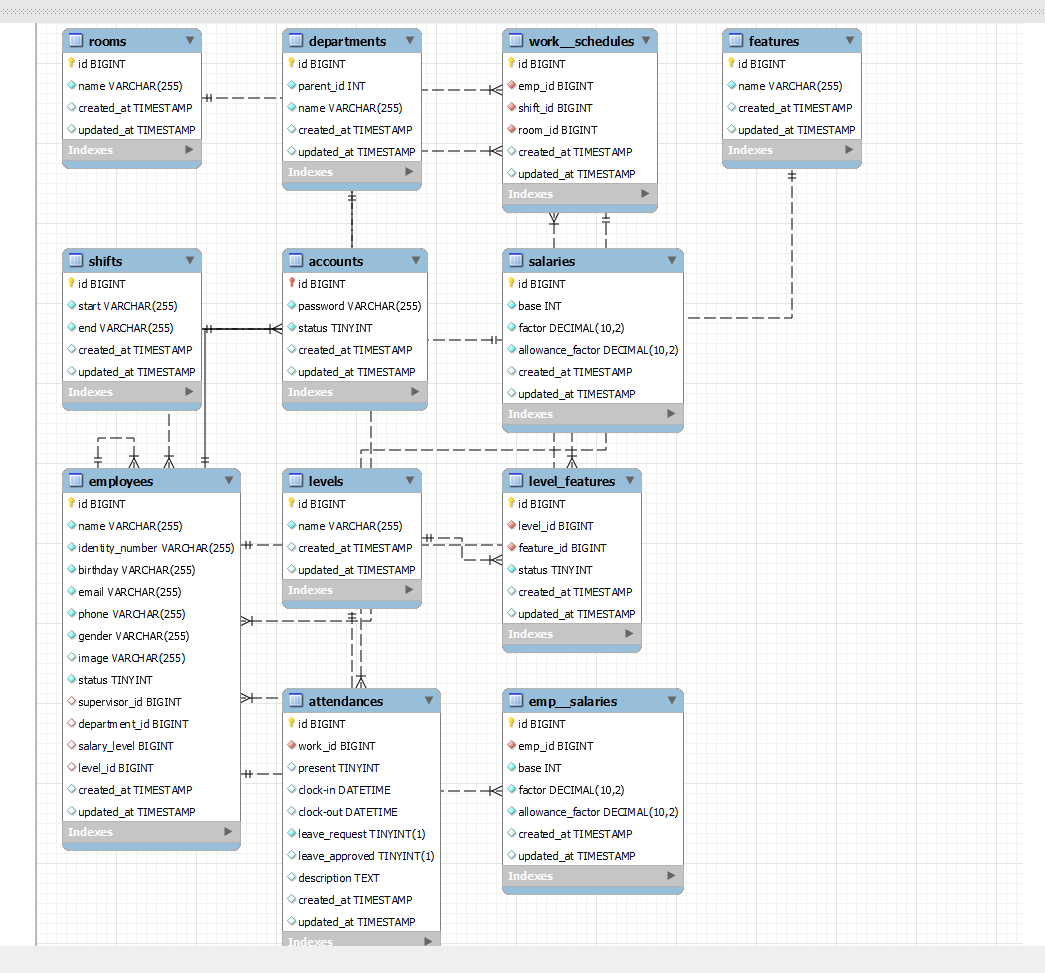 rooms
id BIGINT
name VARCHAR(255)
created_at TIMESTAMP
updated_at TIMESTAMP
Indexes
departments
id BIGINT
parent_id INT
name VARCHAR(255)
created_at TIMESTAMP
updated_at TIMESTAMP
Indexes
work__schedules
id BIGINT
emp_id BIGINT
shift_id BIGINT
room_id BIGINT
created_at TIMESTAMP
updated_at TIMESTAMP
Indexes
features
id BIGINT
name VARCHAR(255)
created_at TIMESTAMP
updated_at TIMESTAMP
Indexes
shifts
id BIGINT
start VARCHAR(255)
end VARCHAR(255)
created_at TIMESTAMP
updated_at TIMESTAMP
Indexes
accounts
id BIGINT
password VARCHAR(255)
status TINYINT
created_at TIMESTAMP
updated_at TIMESTAMP
Indexes
salaries
id BIGINT
base INT
factor DECIMAL(10,2)
allowance_factor DECIMAL(10,2)
created_at TIMESTAMP
updated_at TIMESTAMP
Indexes
employees
id BIGINT
name VARCHAR(255)
identity_number VARCHAR(255)
birthday VARCHAR(255)
email VARCHAR(255)
phone VARCHAR(255)
gender VARCHAR(255)
image VARCHAR(255)
status TINYINT
supervisor_id BIGINT
department_id BIGINT
salary_level BIGINT
level_id BIGINT
created_at TIMESTAMP
updated_at TIMESTAMP
Indexes
levels
id BIGINT
name VARCHAR(255)
created_at TIMESTAMP
updated_at TIMESTAMP
Indexes
level_features
id BIGINT
level_id BIGINT
feature_id BIGINT
status TINYINT
created_at TIMESTAMP
updated_at TIMESTAMP
Indexes
attendances
id BIGINT
work_id BIGINT
present TINYINT
clock-in DATETIME
clock-out DATETIME
leave_request TINYINT(1)
leave_approved TINYINT(1)
description TEXT
created_at TIMESTAMP
updated_at TIMESTAMP
Indexes
emp__salaries
id BIGINT
emp_id BIGINT
base INT
factor DECIMAL(10,2)
allowance_factor DECIMAL(10,2)
created_at TIMESTAMP
updated_at TIMESTAMP
Indexes